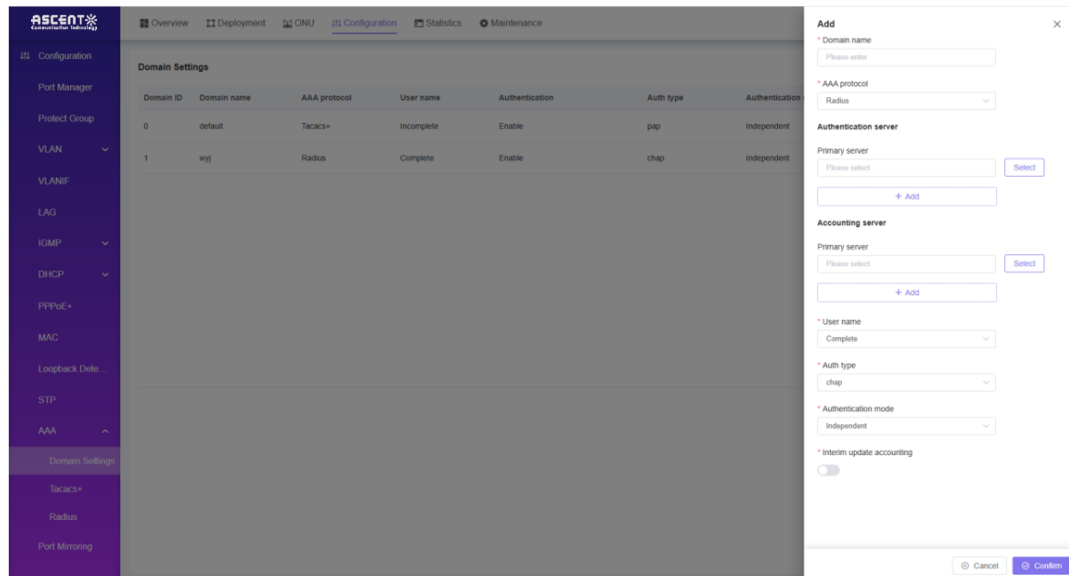 ASCENT
Communication Technology
Overview Deployment ONU Configuration Statistics Maintenance
Configuration
Port Manager
Protect Group
VLAN
VLANIF
LAG
IGMP
DHCP
PPPoE+
MAC
Loopback Dete...
STP
AAA
Domain Settings
Tacacs+
Radius
Port Mirroring
Domain Settings
Domain ID Domain name AAA protocol User name Authentication Auth type Authentication
0 default Tacacs+ Incomplete Enable pap Independent
1 wyj Radius Complete Enable chap Independent
Add
* Domain name
Please enter
* AAA protocol
Radius
Authentication server
Primary server
Please select Select
+ Add
Accounting server
Primary server
Please select Select
+ Add
* User name
Complete
* Auth type
chap
* Authentication mode
Independent
* Interim update accounting
Cancel Confirm